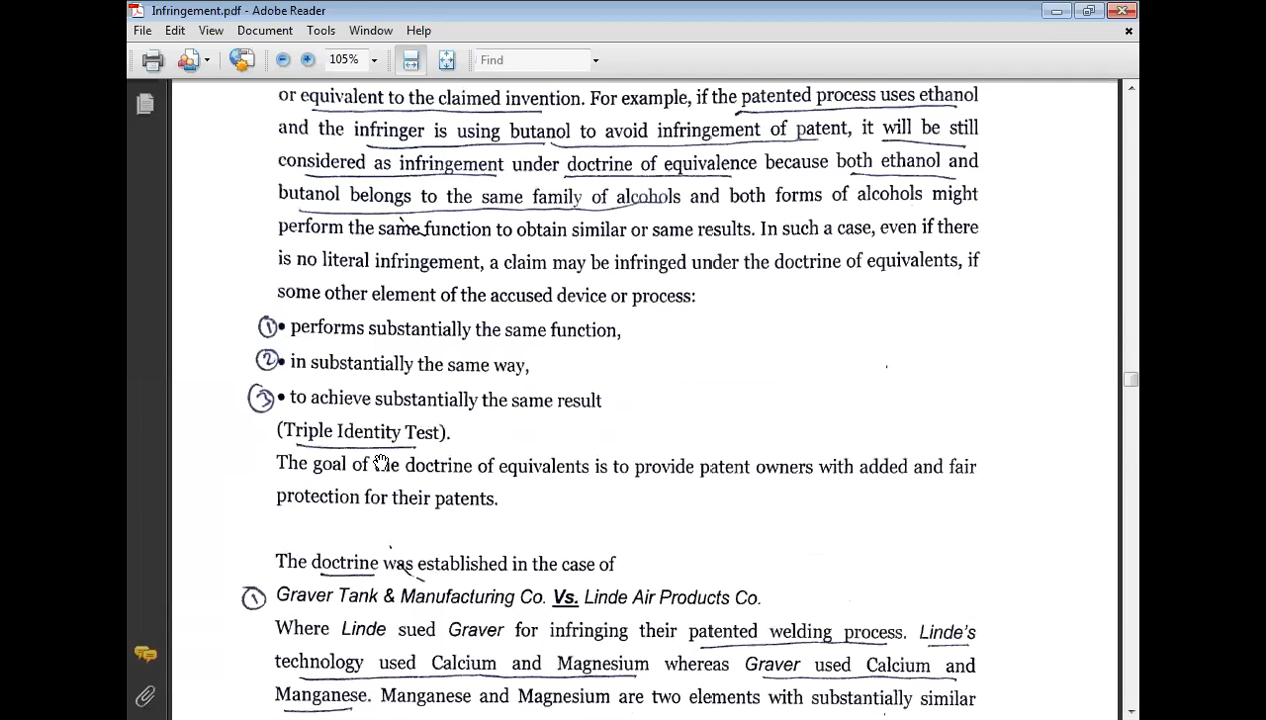 Infringement.pdf - Adobe Reader
File Edit View Document Tools Window Help
105% Find
or equivalent to the claimed invention. For example, if the patented process uses ethanol
and the infringer is using butanol to avoid infringement of patent, it will be still
considered as infringement under doctrine of equivalence because both ethanol and
butanol belongs to the same family of alcohols and both forms of alcohols might
perform the same function to obtain similar or same results. In such a case, even if there
is no literal infringement, a claim may be infringed under the doctrine of equivalents, if
some other element of the accused device or process:
1 • performs substantially the same function,
2 • in substantially the same way,
3 • to achieve substantially the same result
(Triple Identity Test).
The goal of the doctrine of equivalents is to provide patent owners with added and fair
protection for their patents.
The doctrine was established in the case of
1 Graver Tank & Manufacturing Co. Vs. Linde Air Products Co.
Where Linde sued Graver for infringing their patented welding process. Linde's
technology used Calcium and Magnesium whereas Graver used Calcium and
Manganese. Manganese and Magnesium are two elements with substantially similar